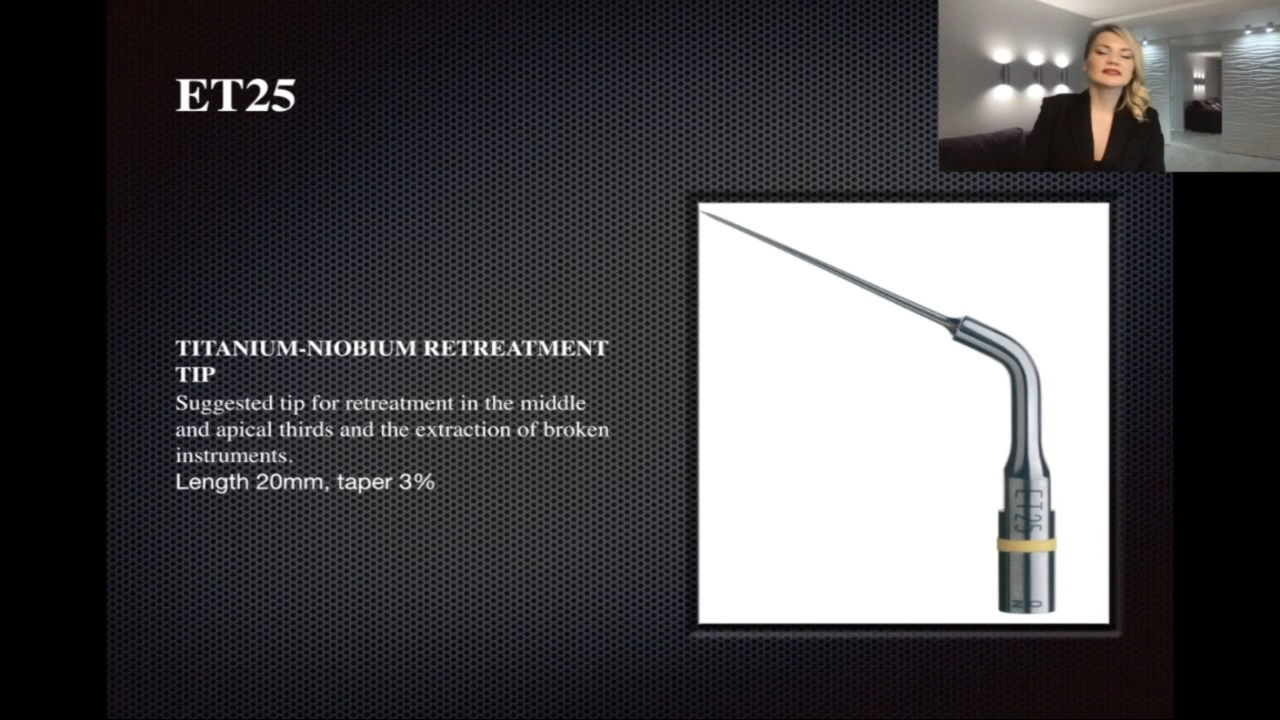 ET25
TITANIUM-NIOBIUM RETREATMENT
TIP
Suggested tip for retreatment in the middle
and apical thirds and the extraction of broken
instruments.
Length 20mm, taper 3%
ET25